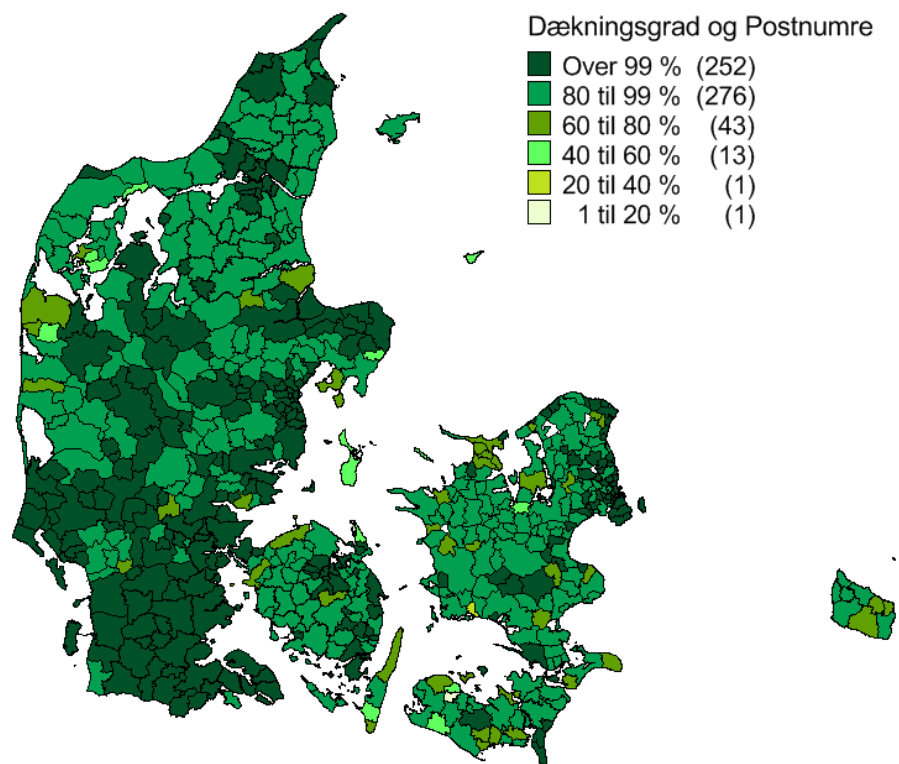 Dækningsgrad og Postnumre
Over 99 % (252)
80 til 99 % (276)
60 til 80 % (43)
40 til 60 % (13)
20 til 40 % (1)
1 til 20 % (1)